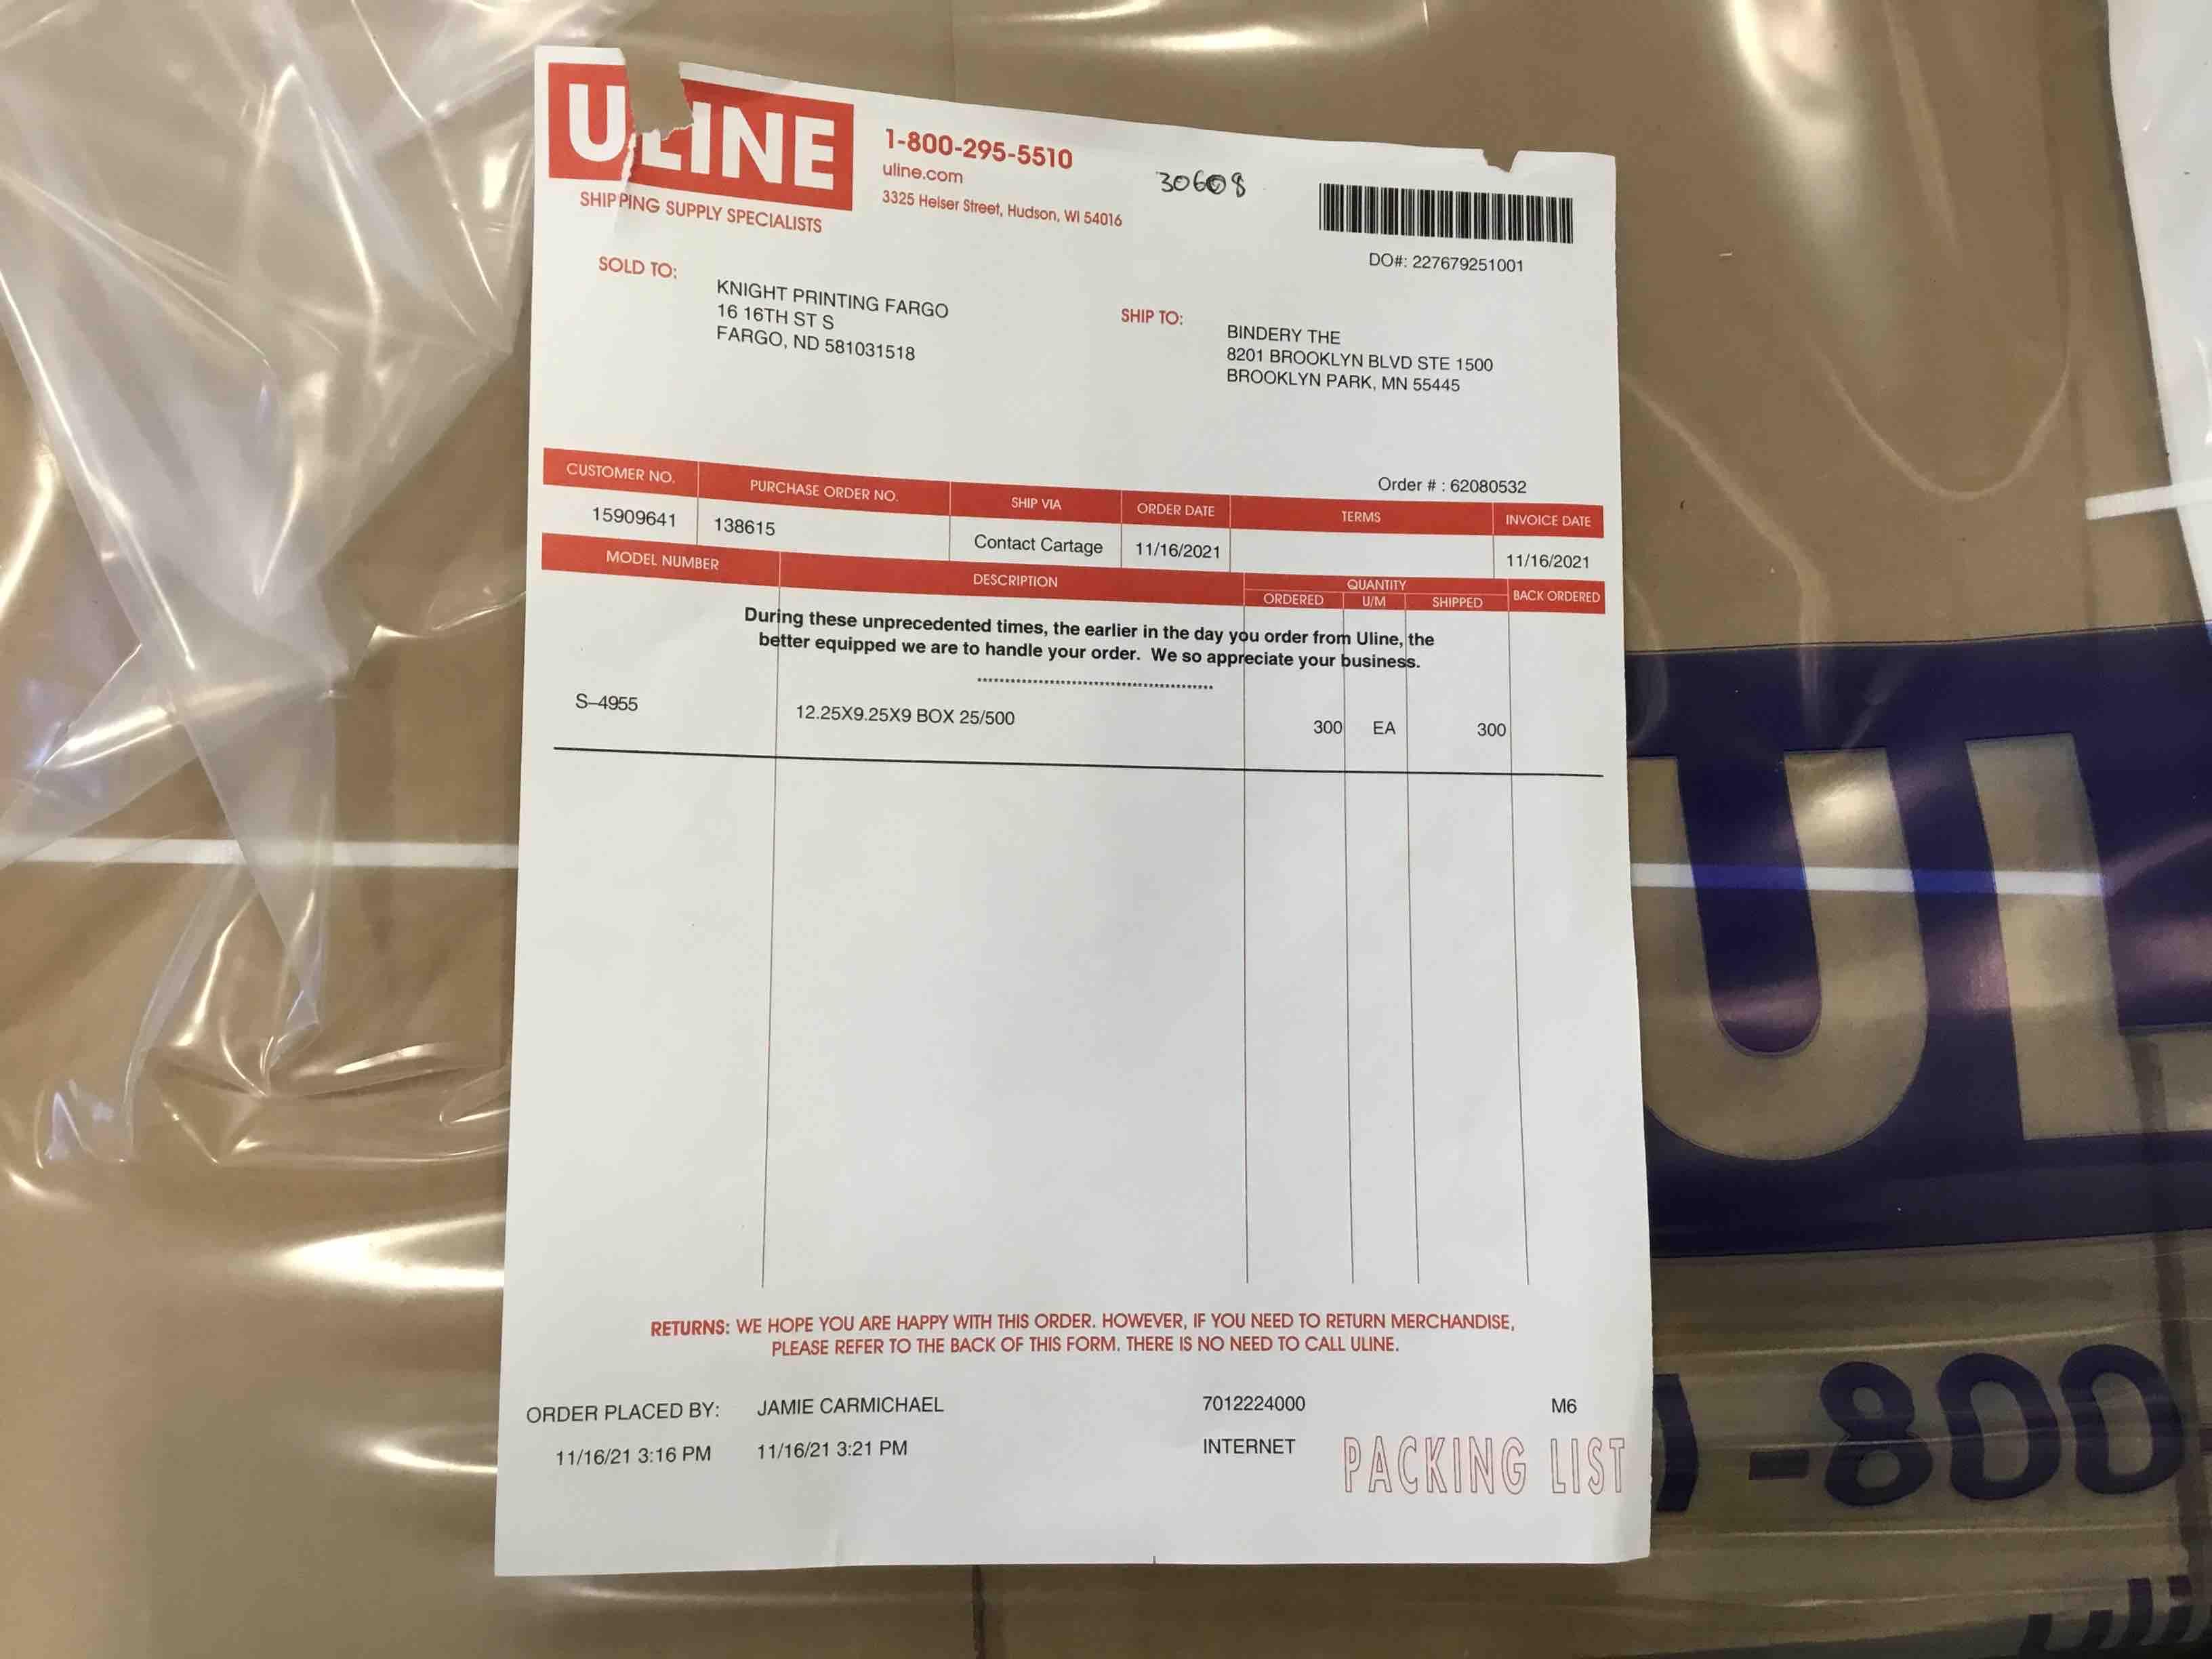 ULINE
SHIPPING SUPPLY SPECIALISTS
1-800-295-5510
uline.com
3325 Heiser Street, Hudson, WI 54016
30608
DO#: 227679251001
SOLD TO:
KNIGHT PRINTING FARGO
16 16TH ST S
FARGO, ND 581031518
SHIP TO:
BINDERY THE
8201 BROOKLYN BLVD STE 1500
BROOKLYN PARK, MN 55445
Order # : 62080532
CUSTOMER NO. PURCHASE ORDER NO. SHIP VIA ORDER DATE TERMS INVOICE DATE
15909641 138615 Contact Cartage 11/16/2021 11/16/2021
MODEL NUMBER DESCRIPTION QUANTITY BACK ORDERED
ORDERED U/M SHIPPED
During these unprecedented times, the earlier in the day you order from Uline, the
better equipped we are to handle your order. We so appreciate your business.
S-4955 12.25X9.25X9 BOX 25/500 300 EA 300
RETURNS: WE HOPE YOU ARE HAPPY WITH THIS ORDER. HOWEVER, IF YOU NEED TO RETURN MERCHANDISE,
PLEASE REFER TO THE BACK OF THIS FORM. THERE IS NO NEED TO CALL ULINE.
ORDER PLACED BY: JAMIE CARMICHAEL 7012224000 M6
11/16/21 3:16 PM 11/16/21 3:21 PM INTERNET
PACKING LIST
UL
-800